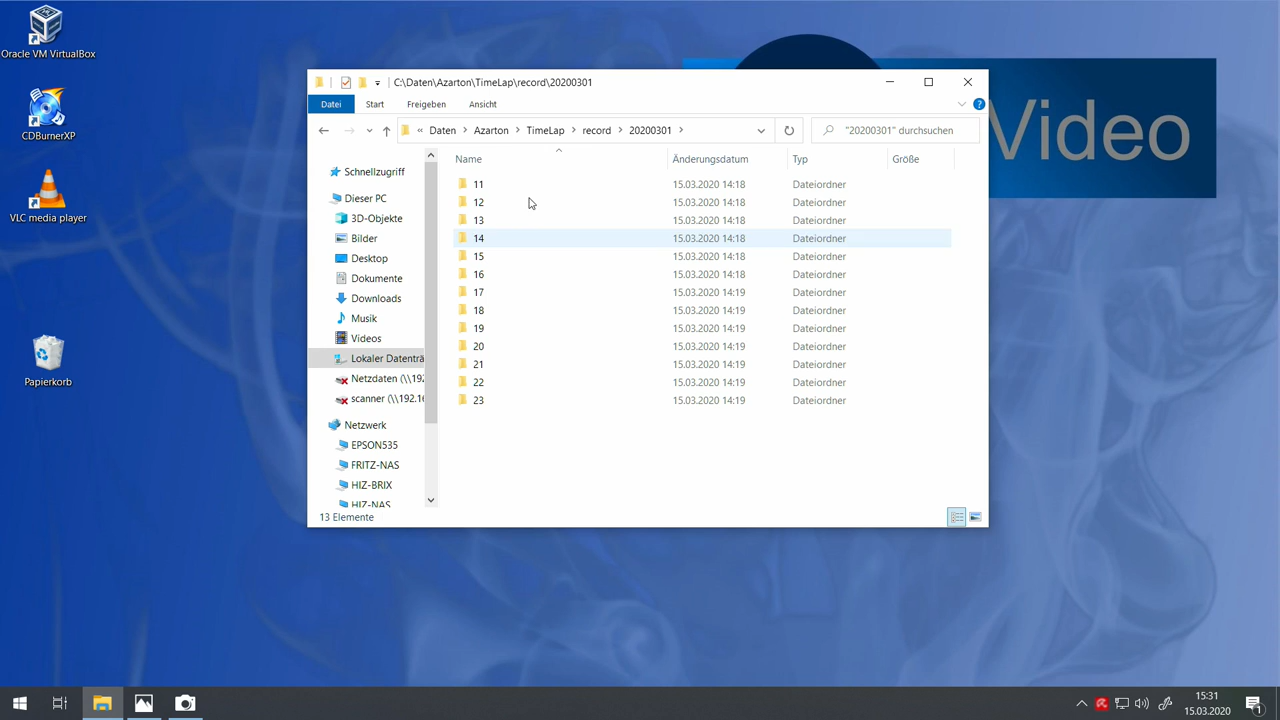 Oracle VM VirtualBox
CDBurnerXP
VLC media player
Papierkorb
Video
C:\Daten\Azarton\TimeLap\record\20200301
Datei Start Freigeben Ansicht
« Daten > Azarton > TimeLap > record > 20200301 >
"20200301" durchsuchen
Name Änderungsdatum Typ Größe
Schnellzugriff
Dieser PC
3D-Objekte
Bilder
Desktop
Dokumente
Downloads
Musik
Videos
Lokaler Datenträ
Netzdaten (\\192
scanner (\\192.16
Netzwerk
EPSON535
FRITZ-NAS
HIZ-BRIX
HIZ-NAS
11 15.03.2020 14:18 Dateiordner
12 15.03.2020 14:18 Dateiordner
13 15.03.2020 14:18 Dateiordner
14 15.03.2020 14:18 Dateiordner
15 15.03.2020 14:18 Dateiordner
16 15.03.2020 14:18 Dateiordner
17 15.03.2020 14:19 Dateiordner
18 15.03.2020 14:19 Dateiordner
19 15.03.2020 14:19 Dateiordner
20 15.03.2020 14:19 Dateiordner
21 15.03.2020 14:19 Dateiordner
22 15.03.2020 14:19 Dateiordner
23 15.03.2020 14:19 Dateiordner
13 Elemente
15:31
15.03.2020
1